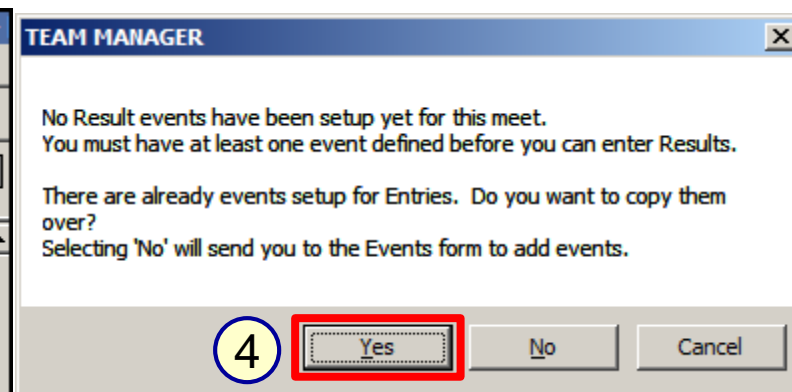 TEAM MANAGER
No Result events have been setup yet for this meet.
You must have at least one event defined before you can enter Results.
There are already events setup for Entries. Do you want to copy them
over?
Selecting 'No' will send you to the Events form to add events.
4 Yes No Cancel